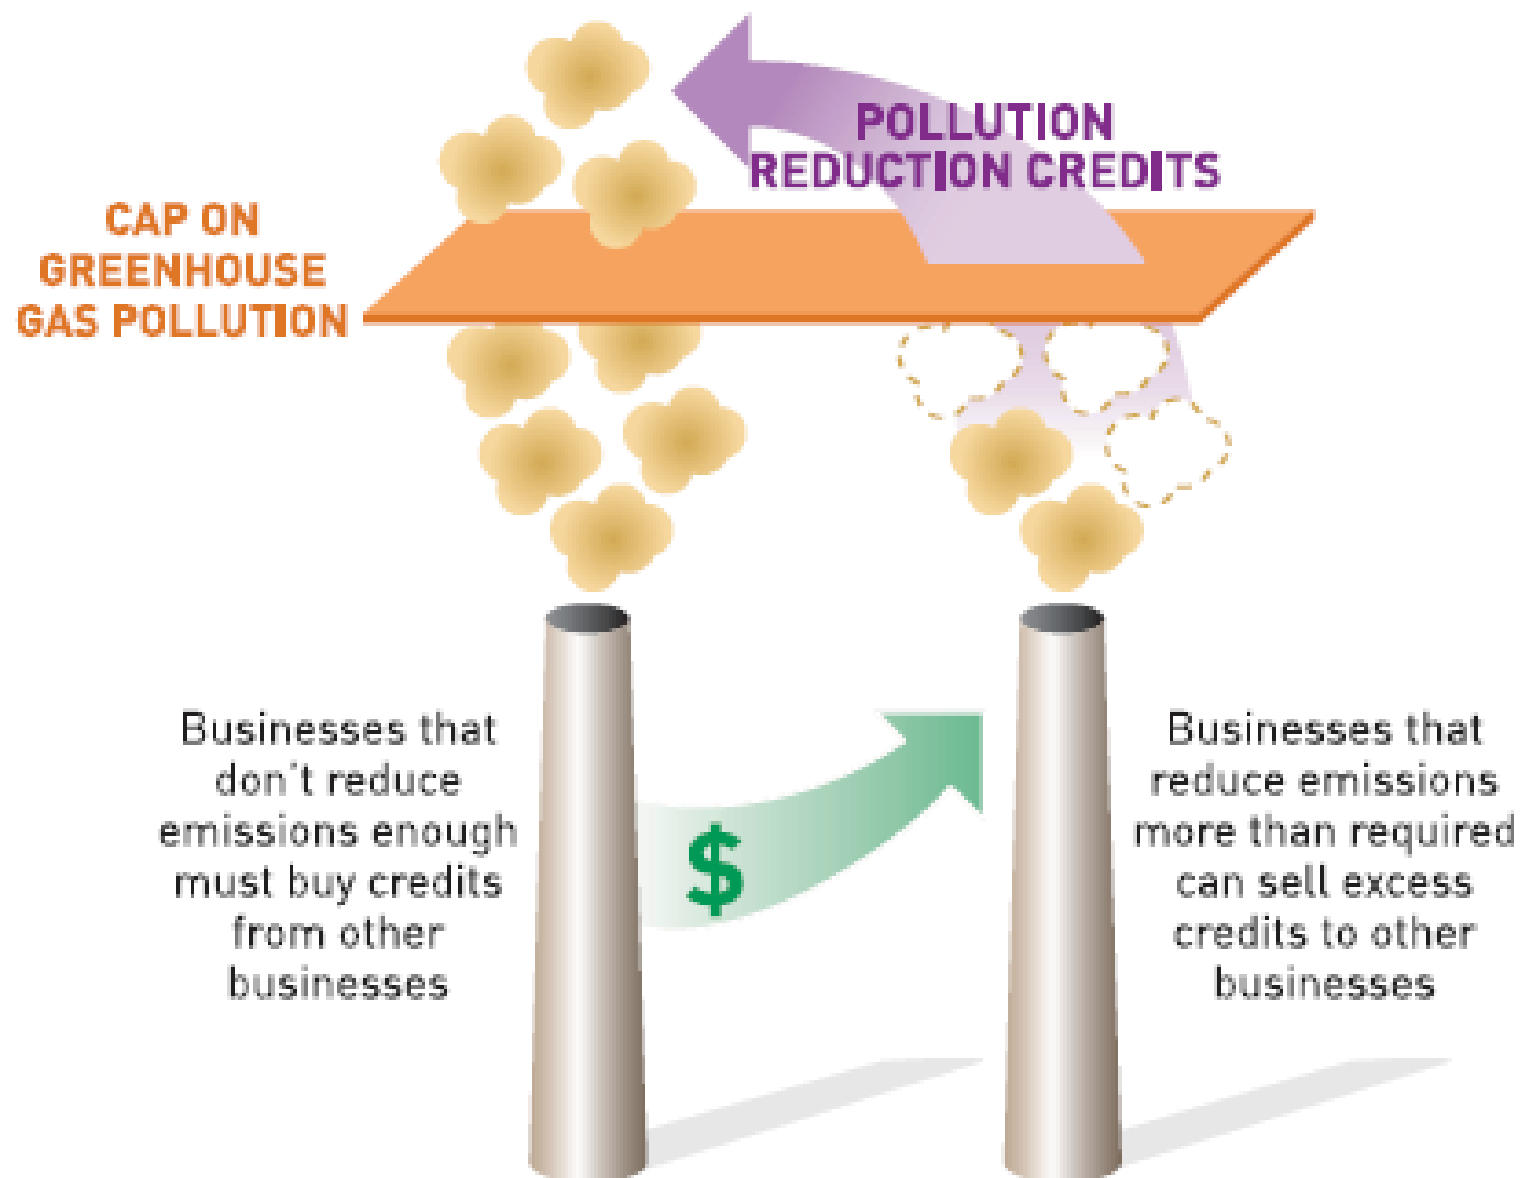 POLLUTION
REDUCTION CREDITS
CAP ON
GREENHOUSE
GAS POLLUTION
Businesses that
don't reduce
emissions enough
must buy credits
from other
businesses
$
Businesses that
reduce emissions
more than required
can sell excess
credits to other
businesses